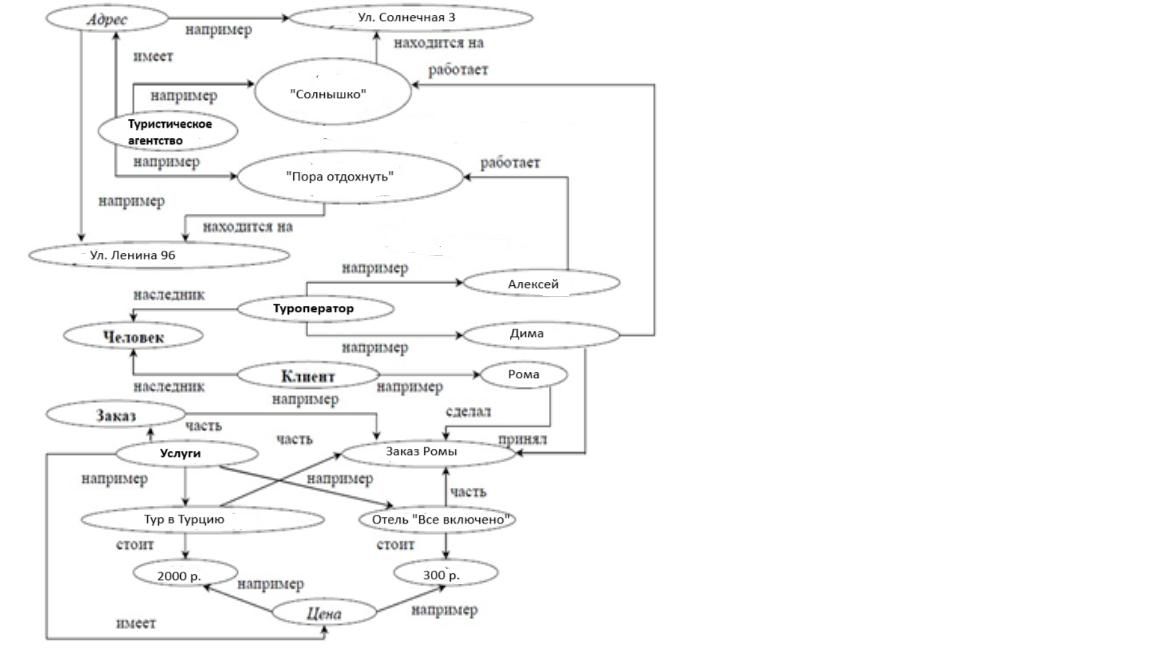 Адрес
например
Ул. Солнечная 3
имеет
находится на
работает
"Солнышко"
например
Туристическое
агентство
например
"Пора отдохнуть"
работает
например
находится на
Ул. Ленина 96
например
Алексей
наследник
Туроператор
Человек
Дима
например
Рома
Клиент
наследник
например
например
Заказ
сделал
часть
часть
принял
Услуги
Заказ Ромы
например
например
часть
Тур в Турцию
Отель "Все включено"
стоит
стоит
2000 р.
300 р.
например
Цена
например
имеет